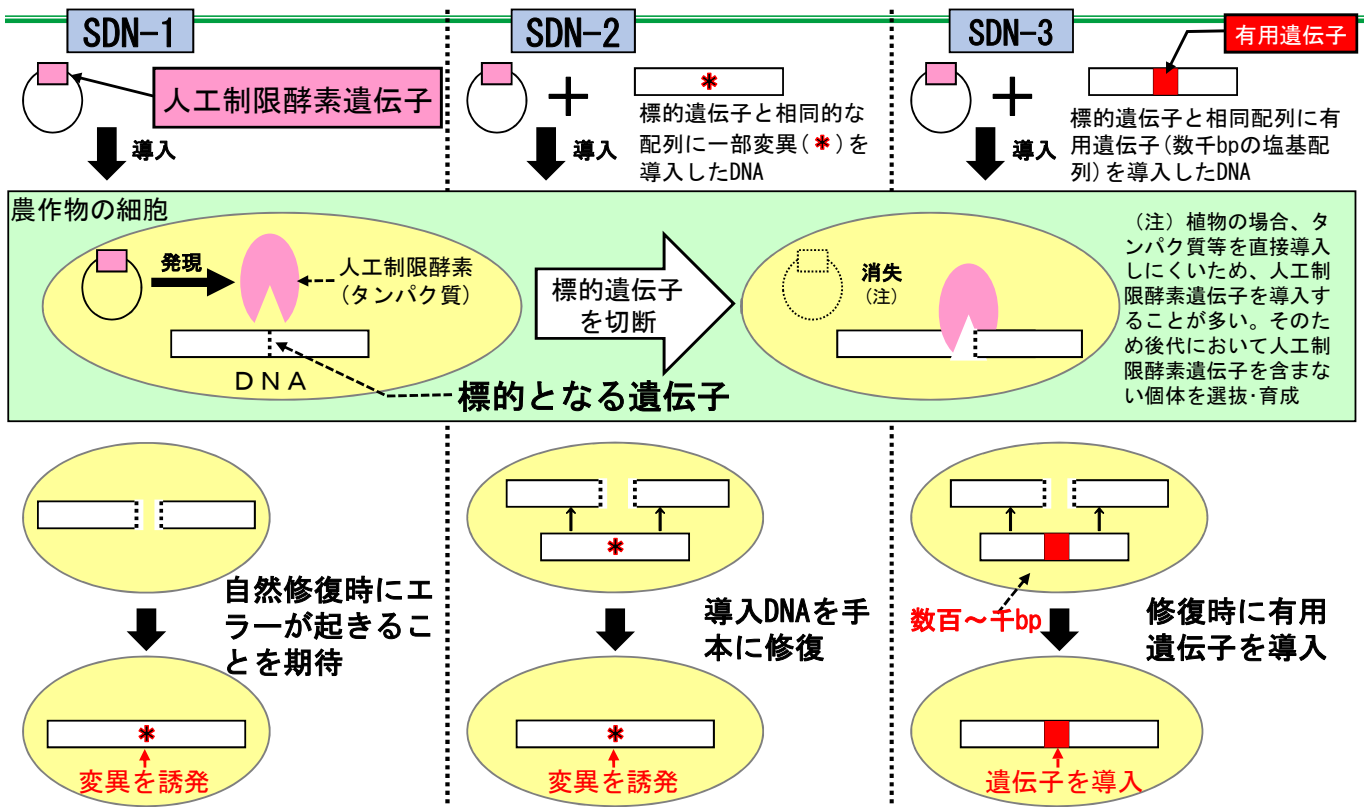 SDN-1
SDN-2
SDN-3
有用遺伝子
人工制限酵素遺伝子
導入
*
標的遺伝子と相同的な
配列に一部変異(*)を
導入したDNA
導入
標的遺伝子と相同配列に有
用遺伝子(数千bpの塩基配
列)を導入したDNA
導入
農作物の細胞
発現
人工制限酵素
(タンパク質)
DNA
標的となる遺伝子
標的遺伝子
を切断
消失
(注)
(注)植物の場合、タ
ンパク質等を直接導入
しにくいため、人工制
限酵素遺伝子を導入す
ることが多い。そのた
め後代において人工制
限酵素遺伝子を含まな
い個体を選抜・育成
自然修復時にエ
ラーが起きるこ
とを期待
*
変異を誘発
*
導入DNAを手
本に修復
*
変異を誘発
数百~千bp
修復時に有用
遺伝子を導入
遺伝子を導入